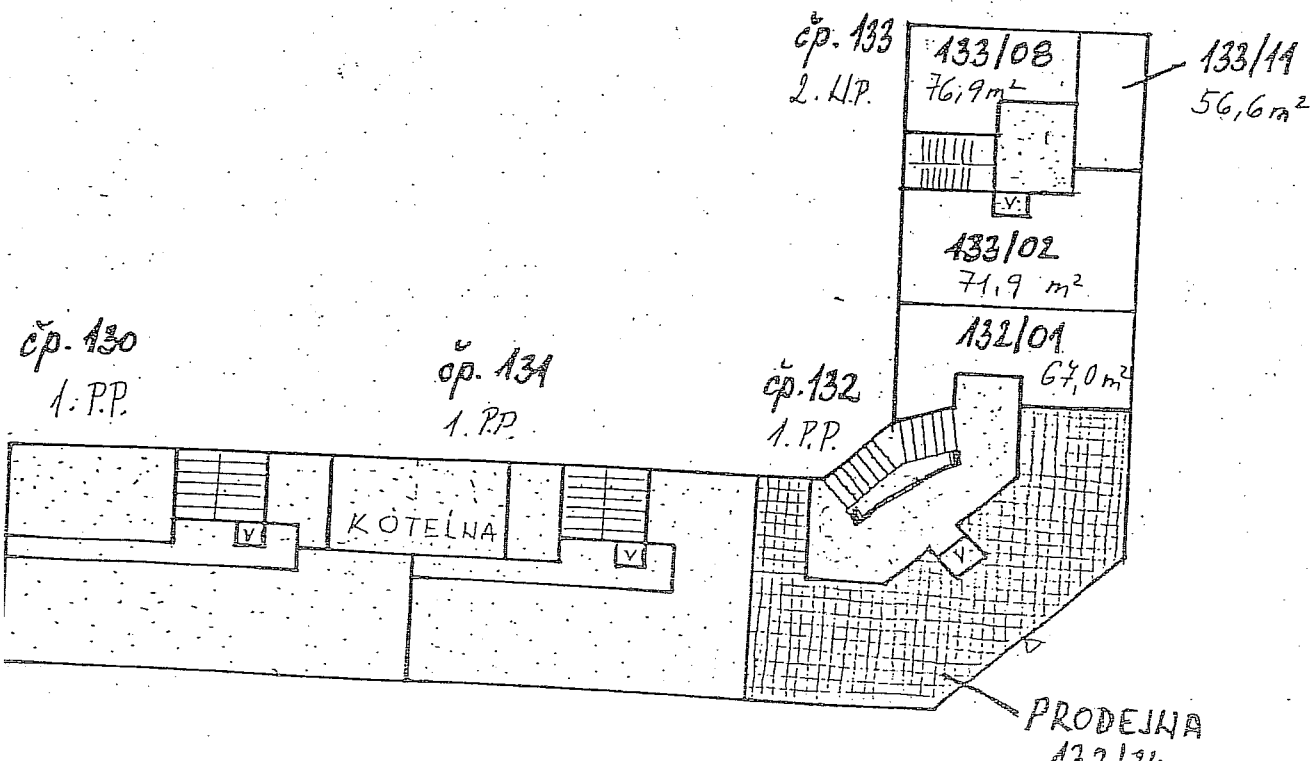 čp. 133
2. N.P.
133/08
76,9 m²
133/11
56,6 m²
V
133/02
71,9 m²
132/01
67,0 m²
čp. 130
1. P.P.
čp. 131
1. P.P.
čp. 132
1. P.P.
KOTELNA
V
V
V
PRODEJNA